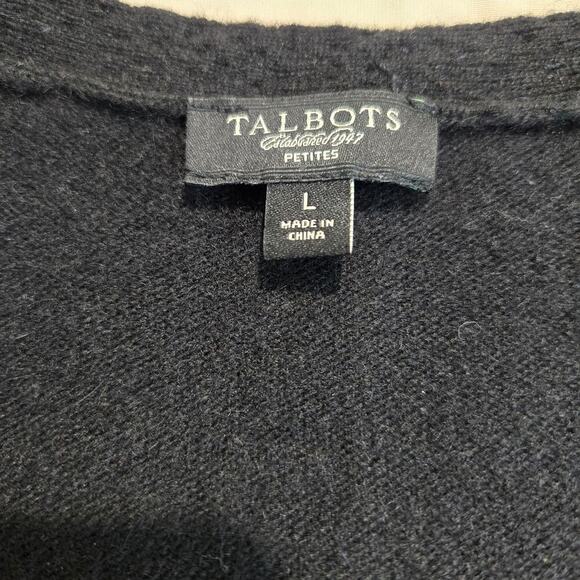 TALBOTS
Established 1947
PETITES
L
MADE IN
CHINA